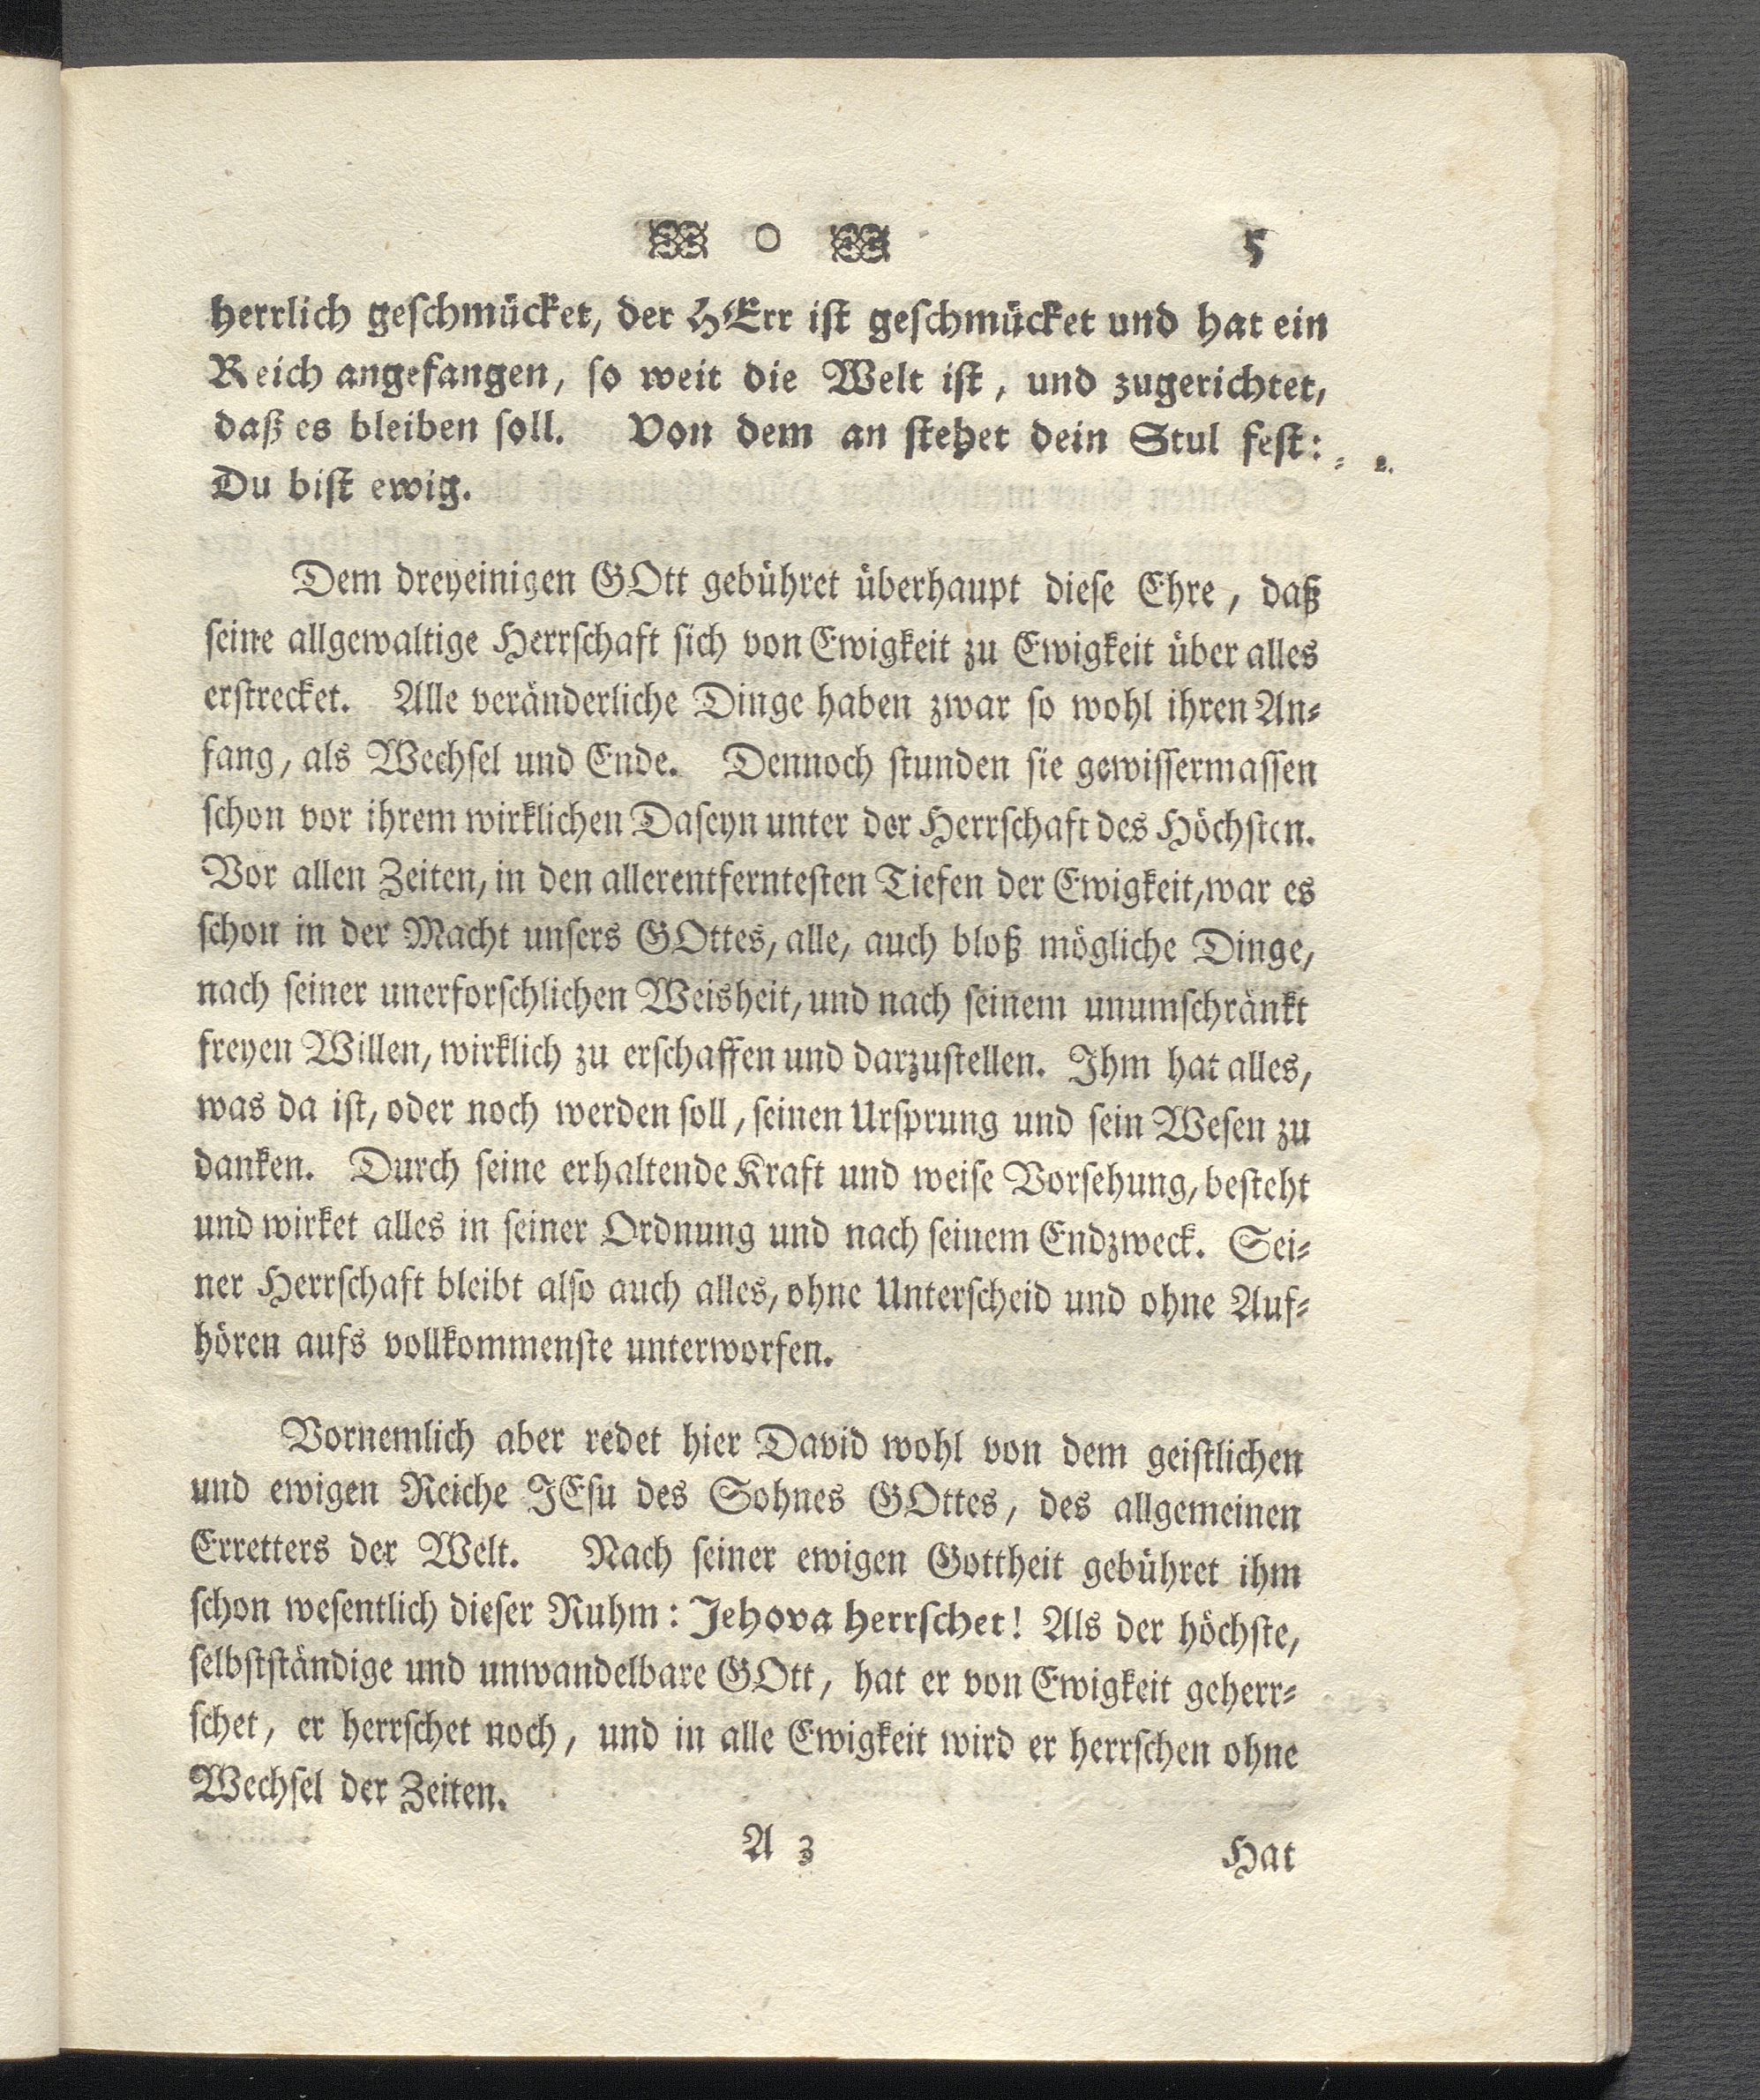 O 5
herrlich geſchmücket, der HErr iſt geſchmücket und hat ein
Reich angefangen, ſo weit die Welt iſt, und zugerichtet,
daß es bleiben ſoll. Von dem an ſtehet dein Stul feſt:
Du biſt ewig.
Dem dreyeinigen GOtt gebühret überhaupt dieſe Ehre, daß
ſeine allgewaltige Herrſchaft ſich von Ewigkeit zu Ewigkeit über alles
erſtrecket. Alle veränderliche Dinge haben zwar ſo wohl ihren An⸗
fang, als Wechſel und Ende. Dennoch ſtunden ſie gewiſſermaſſen
ſchon vor ihrem wirklichen Daſeyn unter der Herrſchaft des Höchſten.
Vor allen Zeiten, in den allerentfernteſten Tiefen der Ewigkeit, war es
ſchon in der Macht unſers GOttes, alle, auch bloß mögliche Dinge,
nach ſeiner unerforſchlichen Weisheit, und nach ſeinem unumſchränkt
freyen Willen, wirklich zu erſchaffen und darzuſtellen. Ihm hat alles,
was da iſt, oder noch werden ſoll, ſeinen Urſprung und ſein Weſen zu
danken. Durch ſeine erhaltende Kraft und weiſe Vorſehung, beſteht
und wirket alles in ſeiner Ordnung und nach ſeinem Endzweck. Sei⸗
ner Herrſchaft bleibt alſo auch alles, ohne Unterſcheid und ohne Auf⸗
hören aufs vollkommenſte unterworfen.
Vornemlich aber redet hier David wohl von dem geiſtlichen
und ewigen Reiche JEſu des Sohnes GOttes, des allgemeinen
Erretters der Welt. Nach ſeiner ewigen Gottheit gebühret ihm
ſchon weſentlich dieſer Ruhm: Jehova herrſchet! Als der höchſte,
ſelbſtſtändige und unwandelbare GOtt, hat er von Ewigkeit geherr⸗
ſchet, er herrſchet noch, und in alle Ewigkeit wird er herrſchen ohne
Wechſel der Zeiten.
A 3 Hat